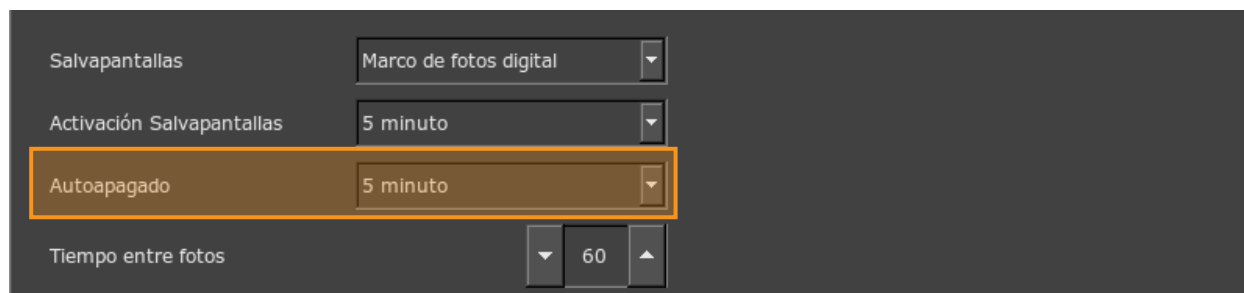 Salvapantallas Marco de fotos digital
Activación Salvapantallas 5 minuto
Autoapagado 5 minuto
Tiempo entre fotos 60